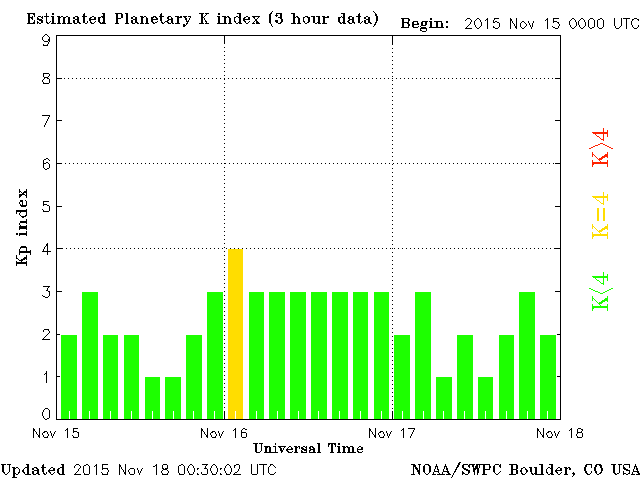 Estimated Planetary K index (3 hour data) Begin: 2015 Nov 15 0000 UTC
9
8
7
6
5
4
3
2
1
0
Kp index
K>4
K=4
K<4
Nov 15 Nov 16 Nov 17 Nov 18
Universal Time
Updated 2015 Nov 18 00:30:02 UTC NOAA/SWPC Boulder, CO USA